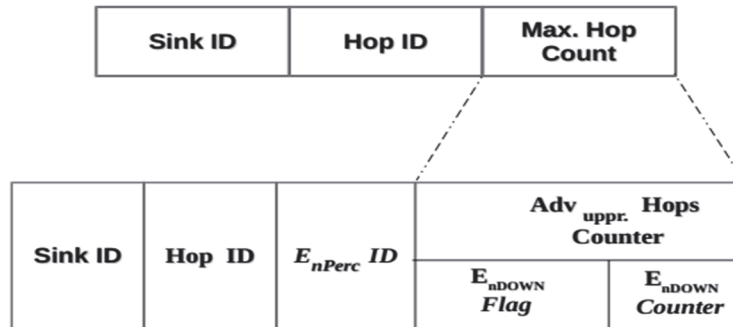 Sink ID
Hop ID
Max. Hop
Count
Sink ID
Hop ID
EnPerc ID
Adv uppr. Hops
Counter
EnDOWN
Flag
EnDOWN
Counter